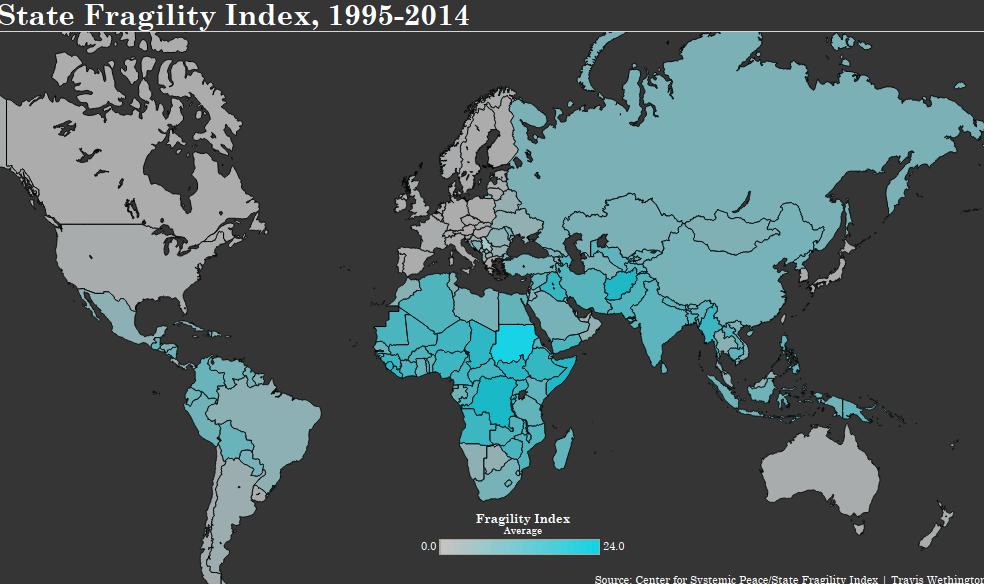 State Fragility Index, 1995-2014
Fragility Index
Average
0.0
24.0
Source: Center for Systemic Peace/State Fragility Index | Travis Wethington